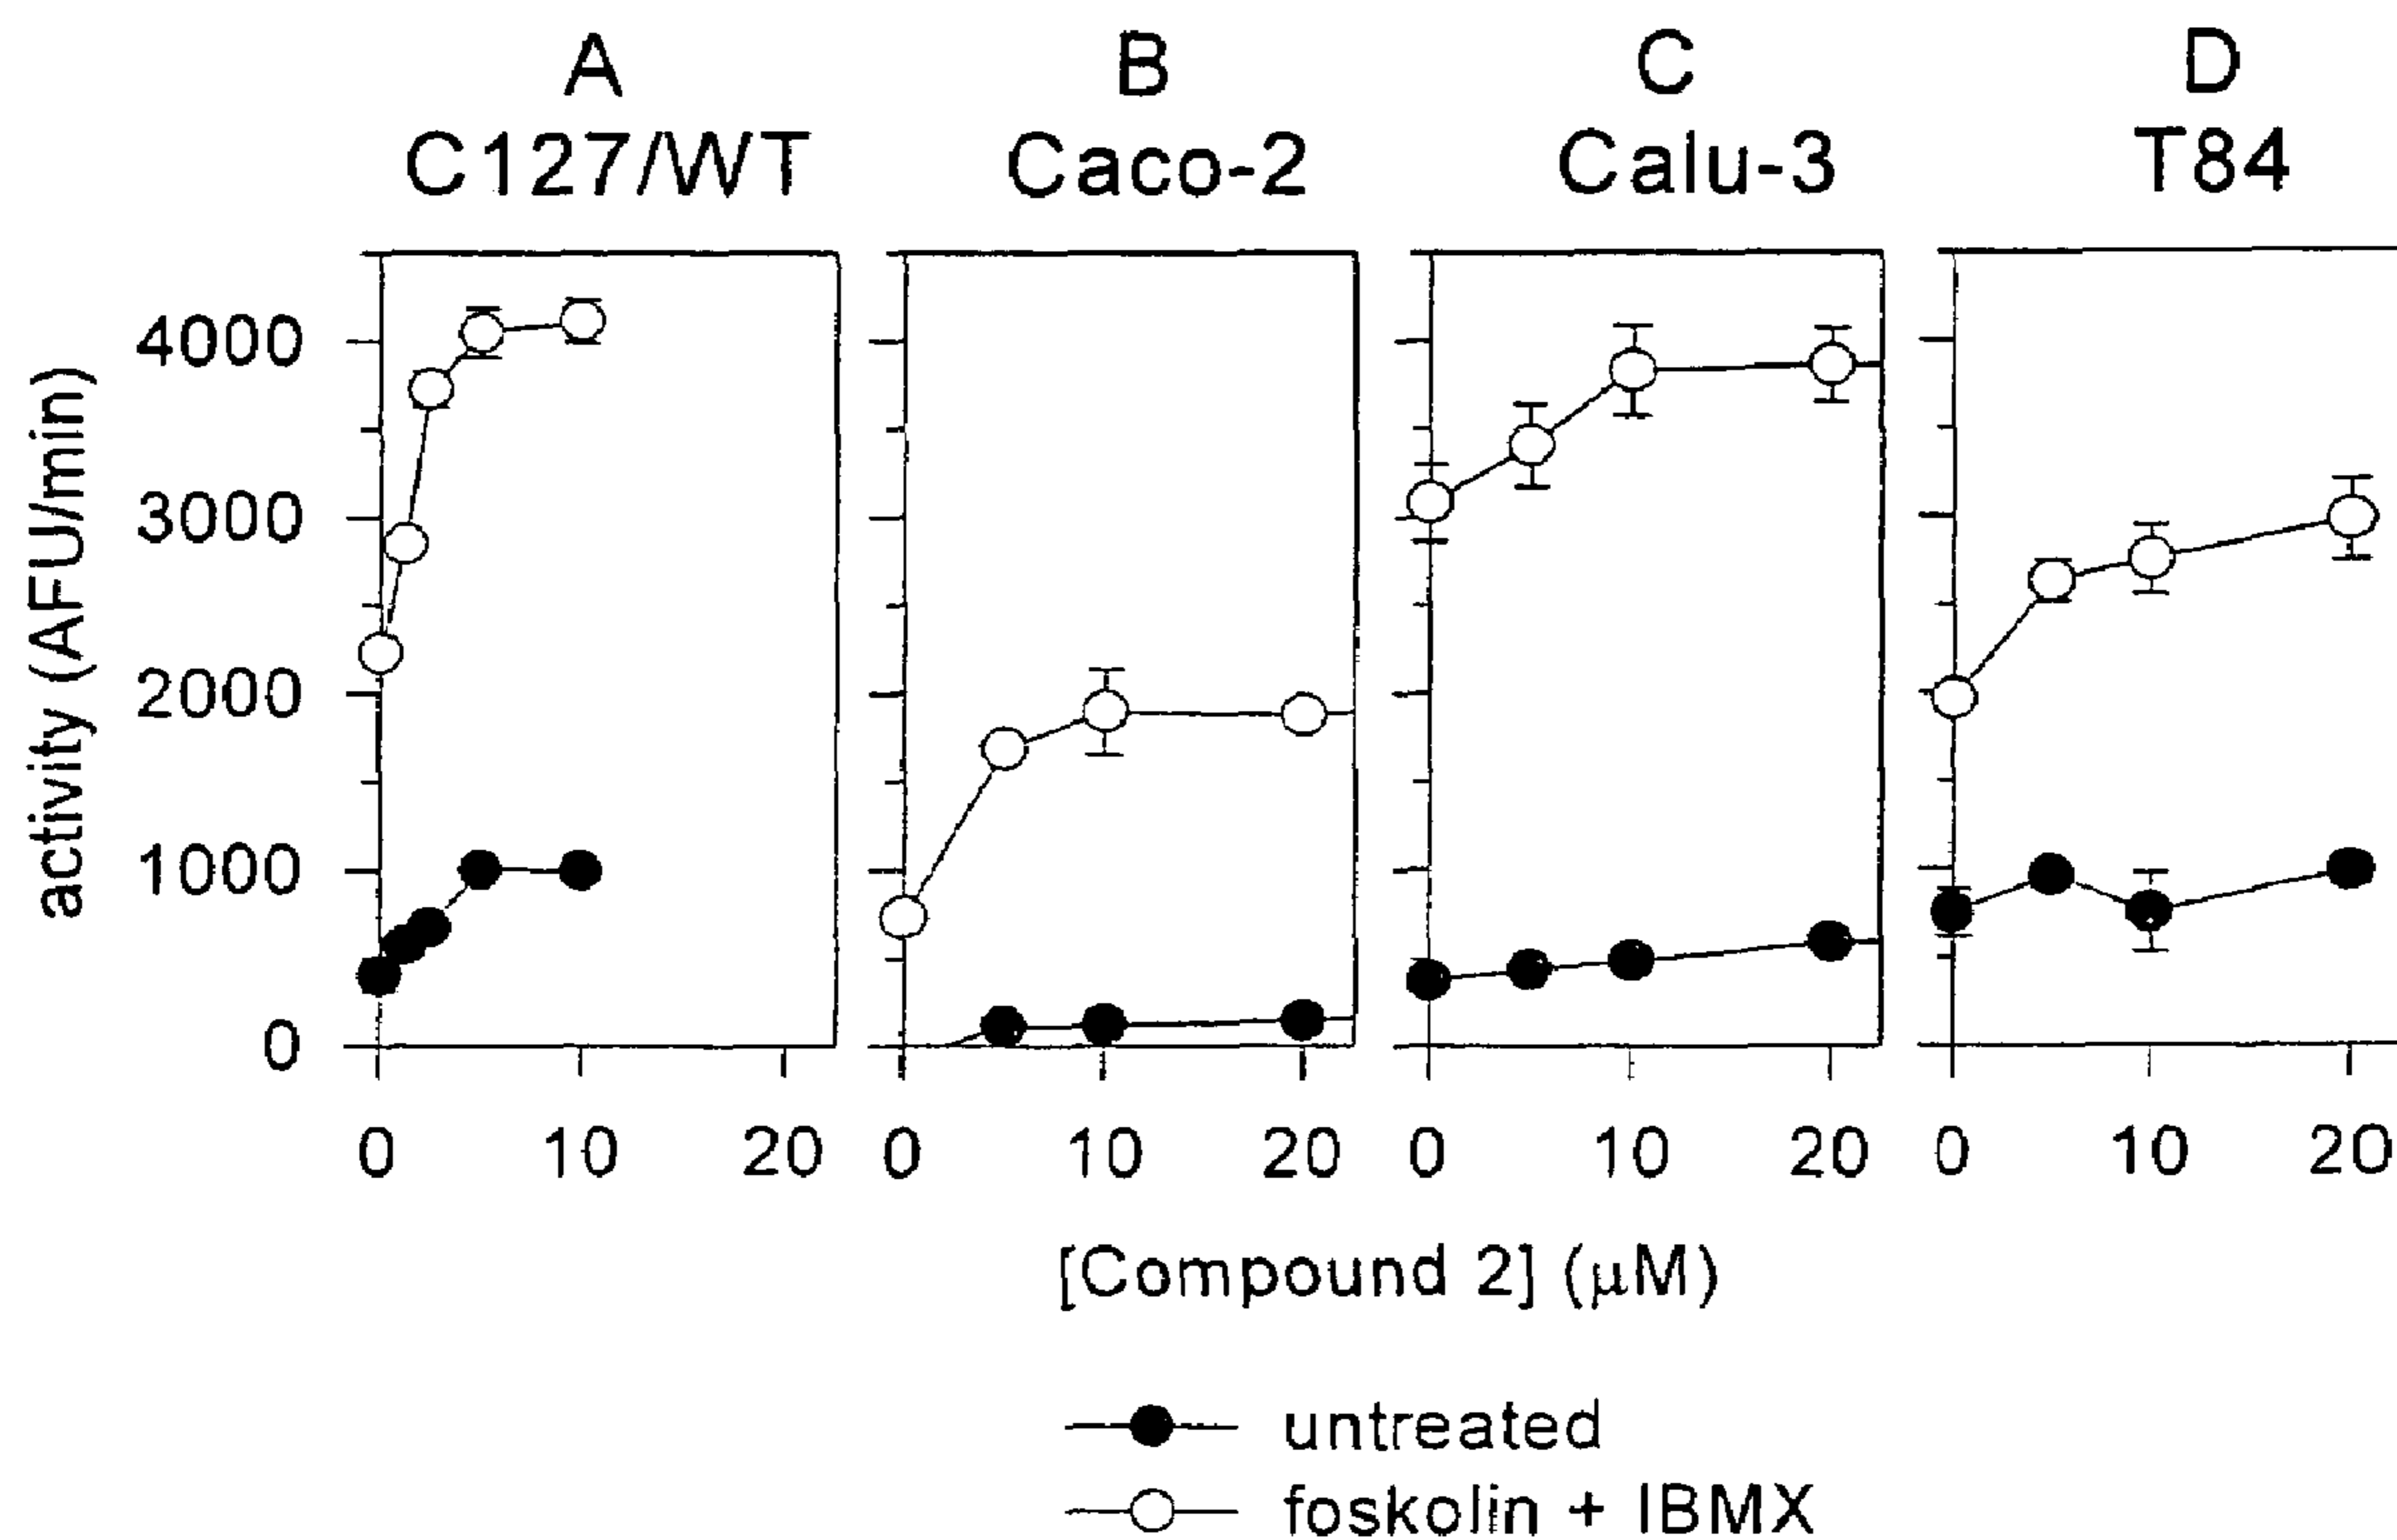 A B C D
C127/WT Caco-2 Calu-3 T84
activity (AFU/min)
4000
3000
2000
1000
0
0 10 20 0 10 20 0 10 20 0 10 20
[Compound 2] (μM)
untreated
foskolin + IBMX